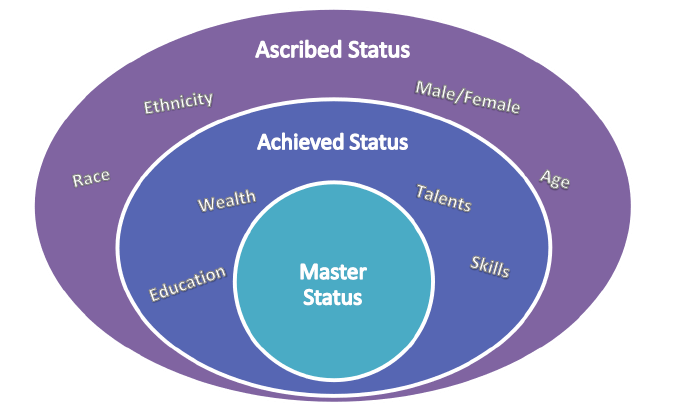 Ascribed Status
Ethnicity
Male/Female
Race
Age
Achieved Status
Wealth
Talents
Education
Skills
Master
Status